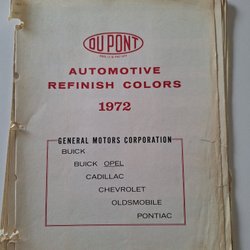 DU PONT
AUTOMOTIVE
REFINISH COLORS
1972
GENERAL MOTORS CORPORATION
BUICK
BUICK OPEL
CADILLAC
CHEVROLET
OLDSMOBILE
PONTIAC